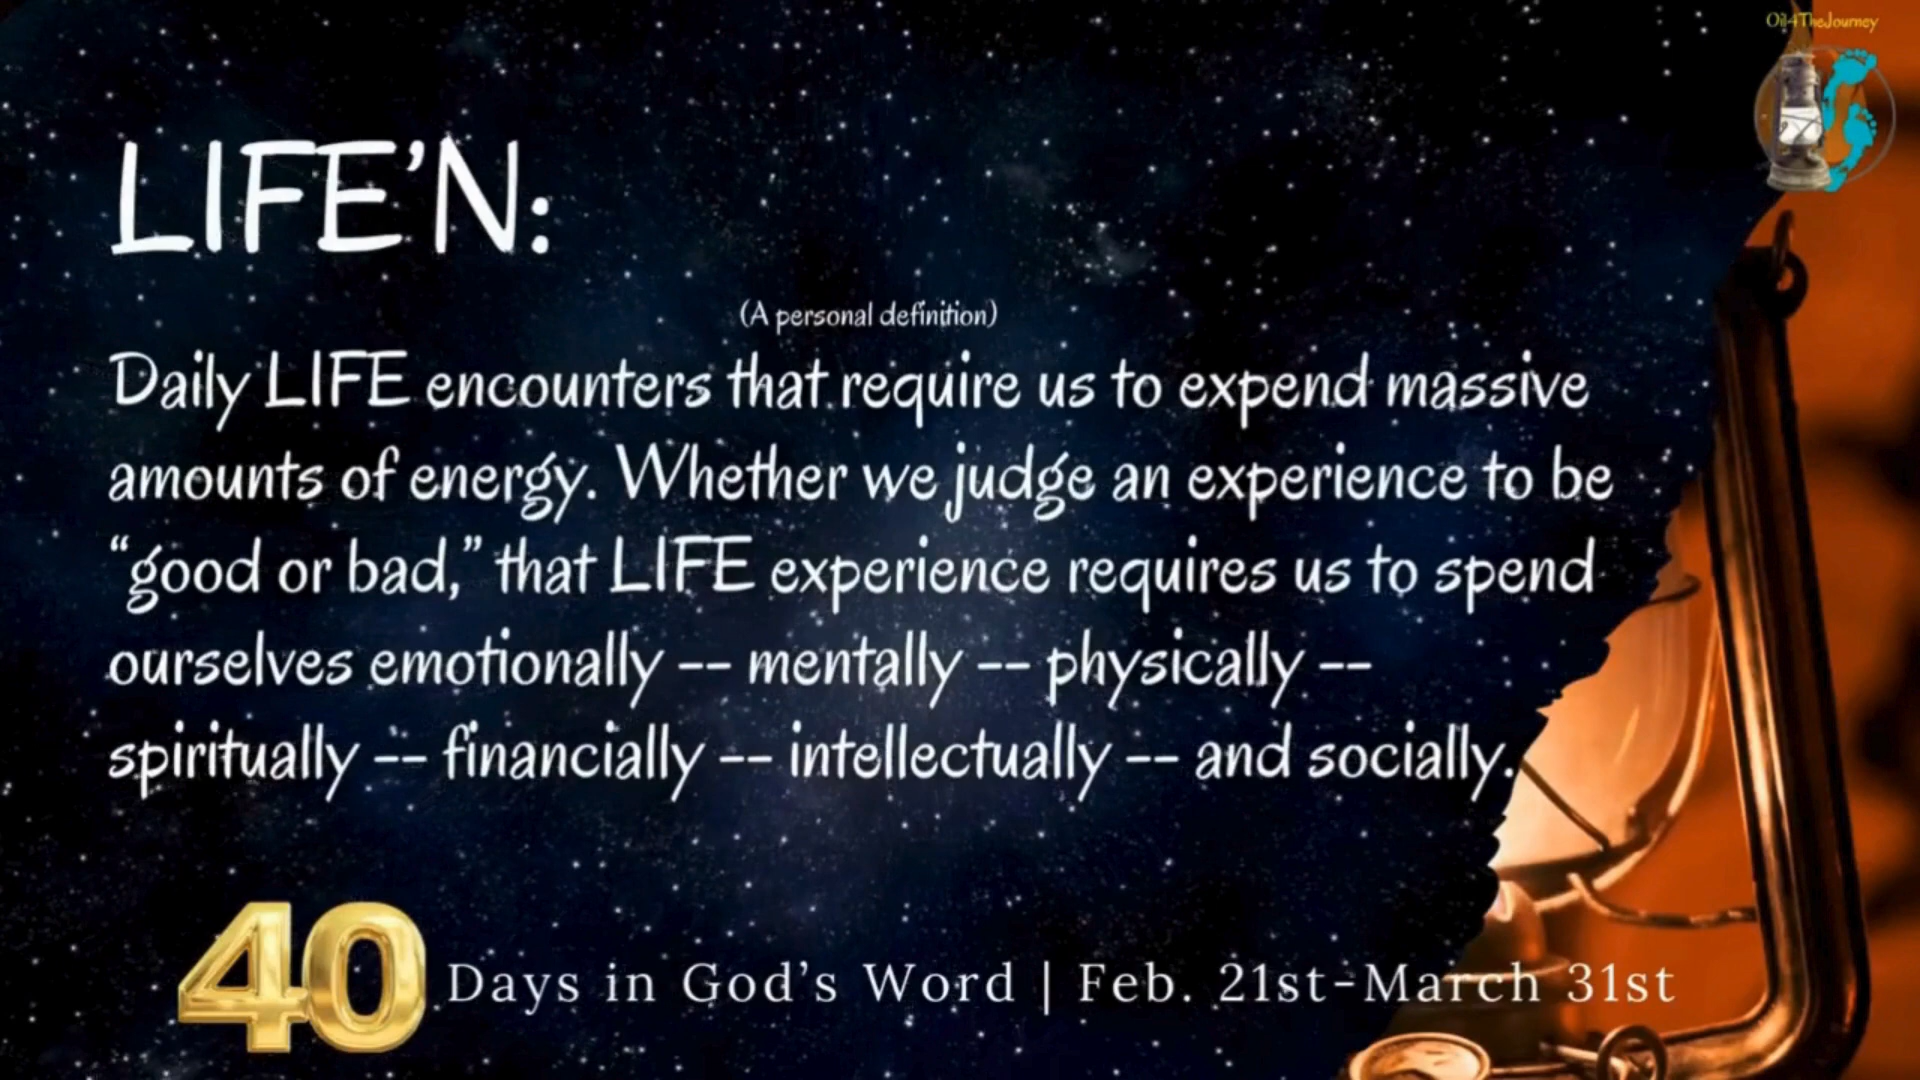 Oil4TheJourney
LIFE’N:
(A personal definition)
Daily LIFE encounters that require us to expend massive
amounts of energy. Whether we judge an experience to be
“good or bad,” that LIFE experience requires us to spend
ourselves emotionally -- mentally -- physically --
spiritually -- financially -- intellectually -- and socially.
40 Days in God’s Word | Feb. 21st-March 31st